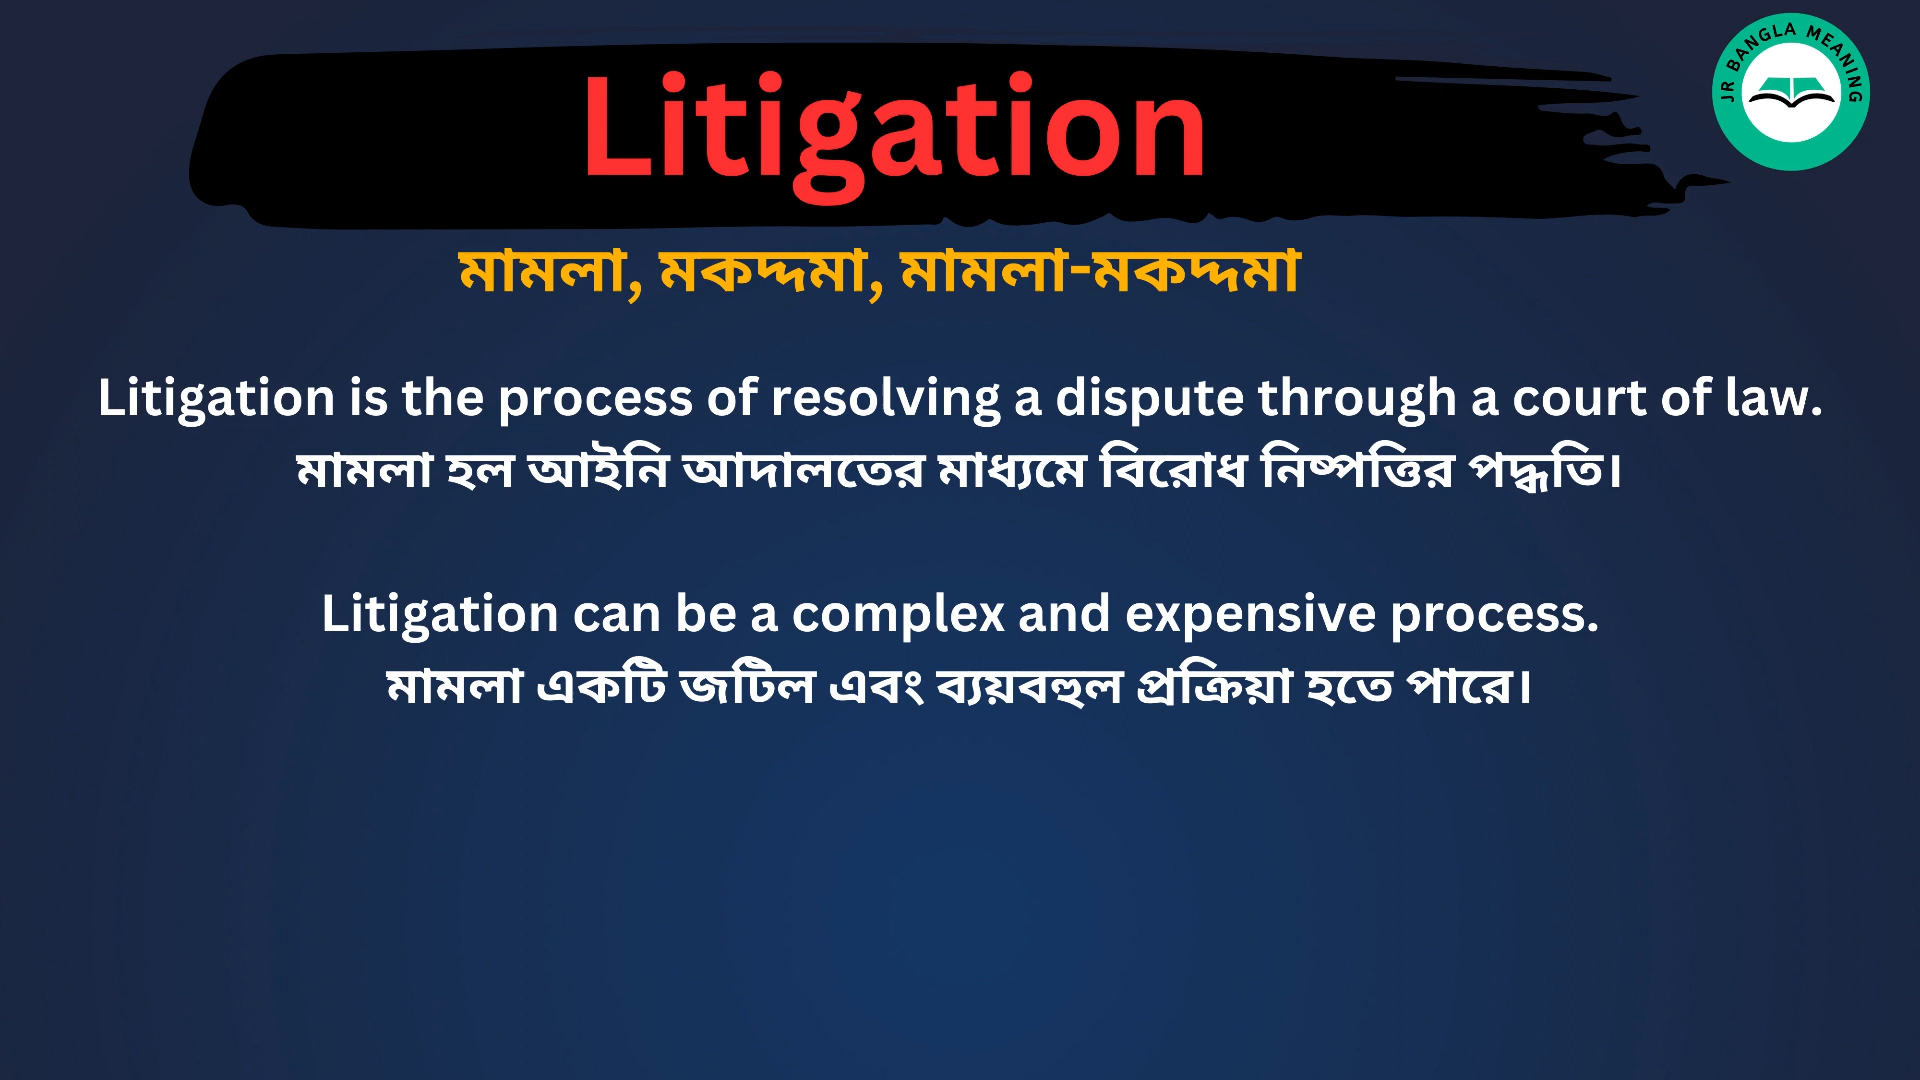 JR BANGLA MEANING
Litigation
মামলা, মকদ্দমা, মামলা-মকদ্দমা
Litigation is the process of resolving a dispute through a court of law.
মামলা হল আইনি আদালতের মাধ্যমে বিরোধ নিষ্পত্তির পদ্ধতি।
Litigation can be a complex and expensive process.
মামলা একটি জটিল এবং ব্যয়বহুল প্রক্রিয়া হতে পারে।